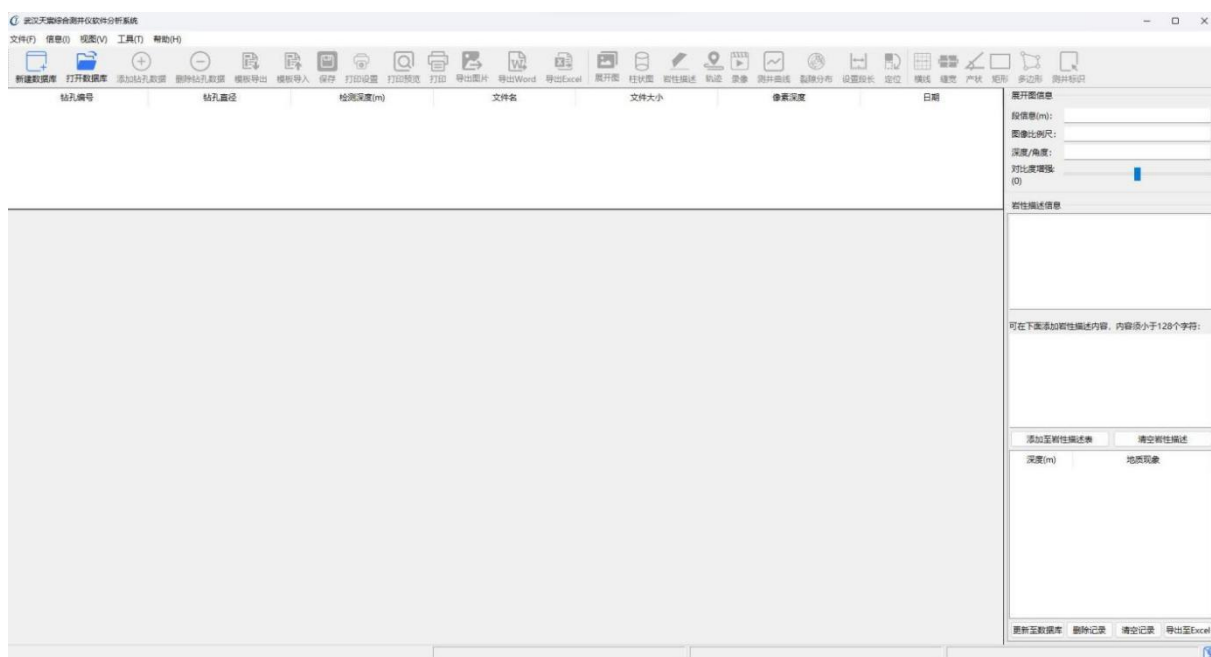 武汉天宸综合测井仪软件分析系统
文件(F) 信息(I) 视图(V) 工具(T) 帮助(H)
新建数据库 打开数据库 添加钻孔数据 删除钻孔数据 模板导出 模板导入 保存 打印设置 打印预览 打印 导出图片 导出Word 导出Excel 展开图 柱状图 岩性描述 轨迹 录像 测井曲线 裂隙分布 设置段长 定位 横线 缝宽 产状 矩形 多边形 测井标识
钻孔编号 钻孔直径 检测深度(m) 文件名 文件大小 像素深度 日期
展开图信息
段信息(m):
图像比例尺:
深度/角度:
对比度增强:
(0)
岩性描述信息
可在下面添加岩性描述内容, 内容须小于128个字符:
添加至岩性描述表 清空岩性描述
深度(m) 地质现象
更新至数据库 删除记录 清空记录 导出至Excel